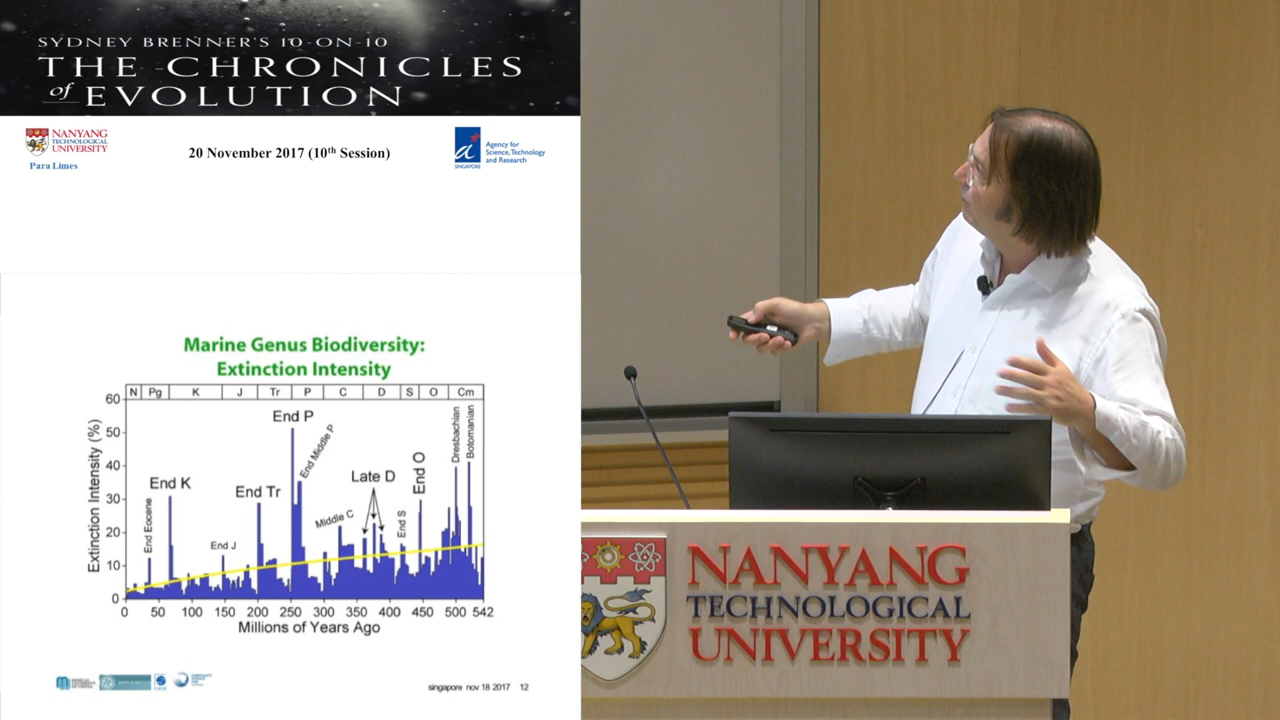 SYDNEY BRENNER'S 10-ON-10
THE CHRONICLES
of EVOLUTION
NANYANG
TECHNOLOGICAL
UNIVERSITY
Para Limes
20 November 2017 (10th Session)
SINGAPORE
Agency for
Science, Technology
and Research
Marine Genus Biodiversity:
Extinction Intensity
N Pg K J Tr P C D S O Cm
Extinction Intensity (%)
60
50
40
30
20
10
0
End Eocene
End K
End J
End Tr
End P
End Middle P
Middle C
Late D
End S
End O
Dresbachian
Botomanian
0 50 100 150 200 250 300 350 400 450 500 542
Millions of Years Ago
singapore nov 18 2017 12
NANYANG
TECHNOLOGICAL
UNIVERSITY